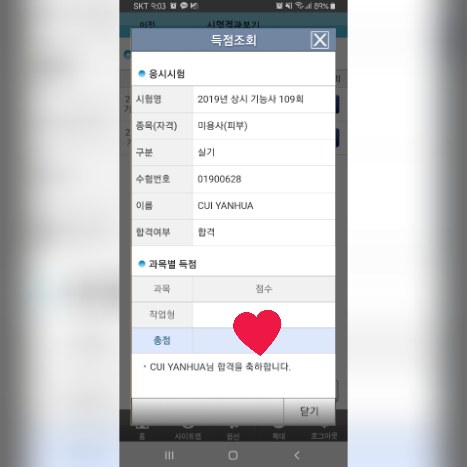 SKT 9:03 89%
이전 시험결과보기
득점조회
응시시험
시험명 2019년 상시 기능사 109회
종목(자격) 미용사(피부)
구분 실기
수험번호 01900628
이름 CUI YANHUA
합격여부 합격
과목별 득점
과목 점수
작업형
총점
• CUI YANHUA님 합격을 축하합니다.
닫기
홈 사이트맵 옵션 확대 로그아웃